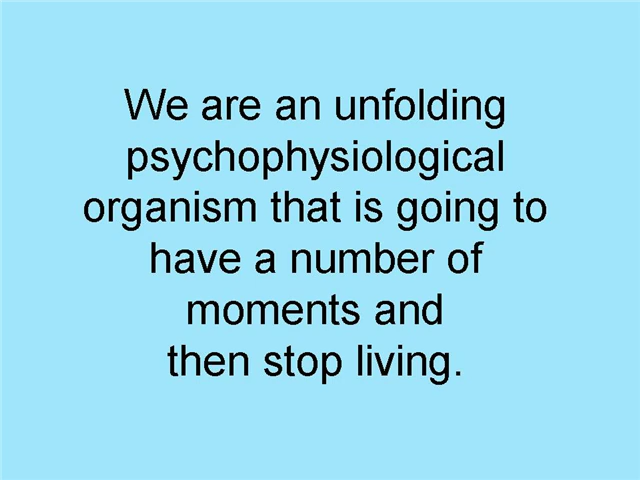 We are an unfolding
psychophysiological
organism that is going to
have a number of
moments and
then stop living.